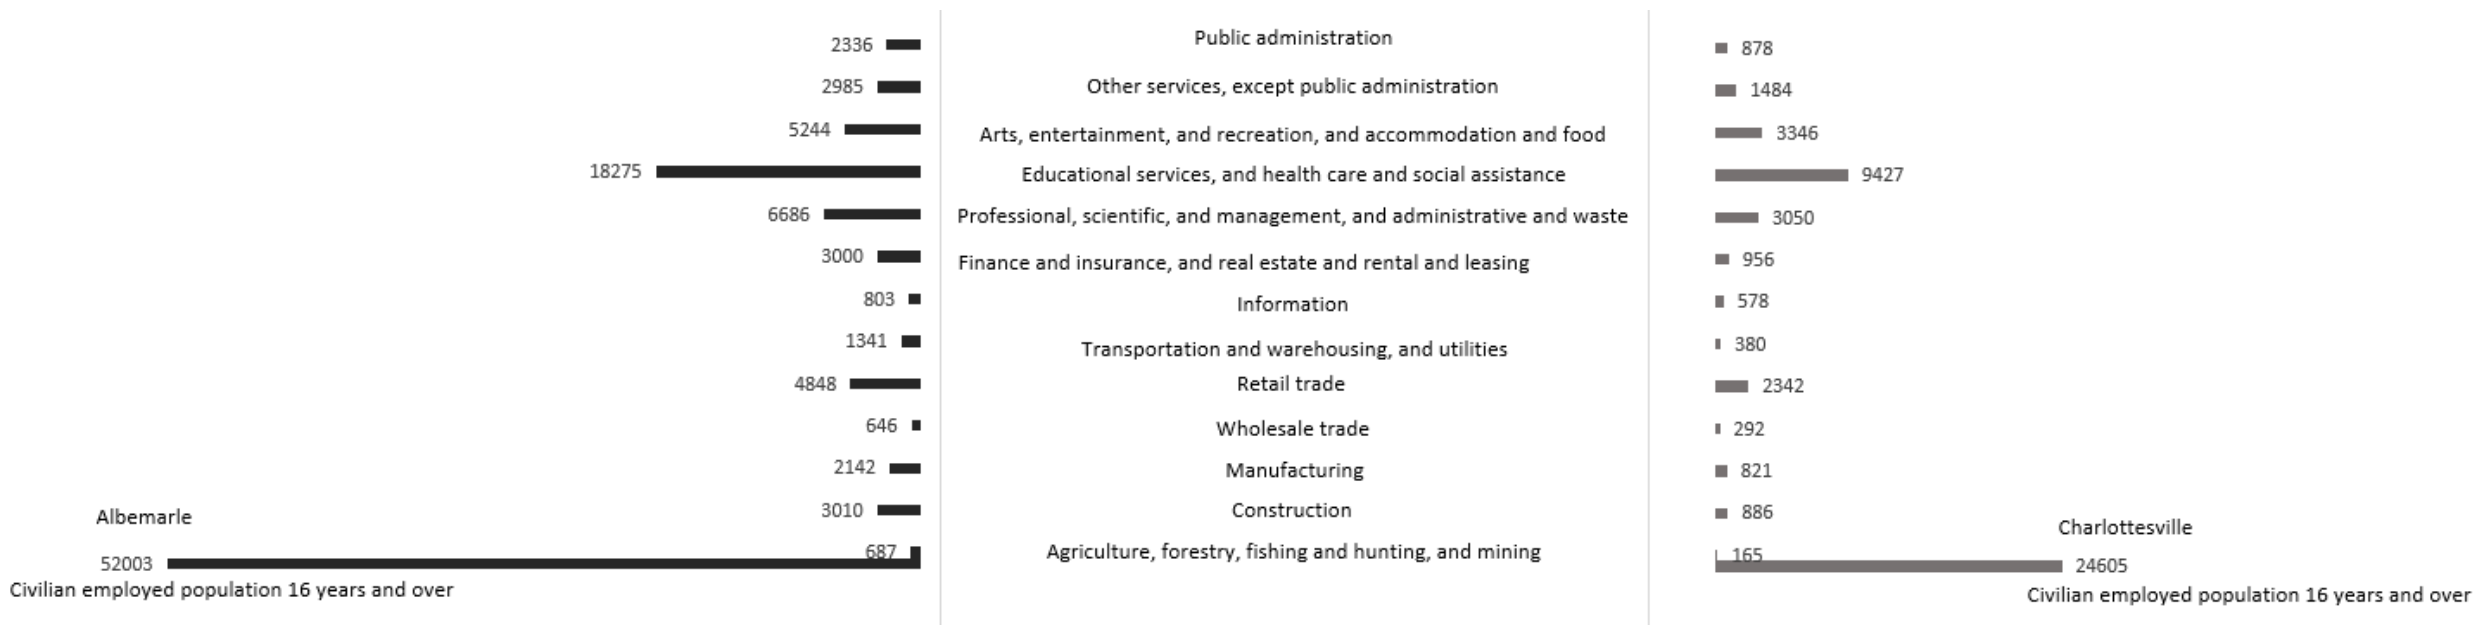 2336 Public administration 878
2985 Other services, except public administration 1484
5244 Arts, entertainment, and recreation, and accommodation and food 3346
18275 Educational services, and health care and social assistance 9427
6686 Professional, scientific, and management, and administrative and waste 3050
3000 Finance and insurance, and real estate and rental and leasing 956
803 Information 578
1341 Transportation and warehousing, and utilities 380
4848 Retail trade 2342
646 Wholesale trade 292
2142 Manufacturing 821
3010 Construction 886
Albemarle Charlottesville
687 Agriculture, forestry, fishing and hunting, and mining 165
52003 24605
Civilian employed population 16 years and over Civilian employed population 16 years and over